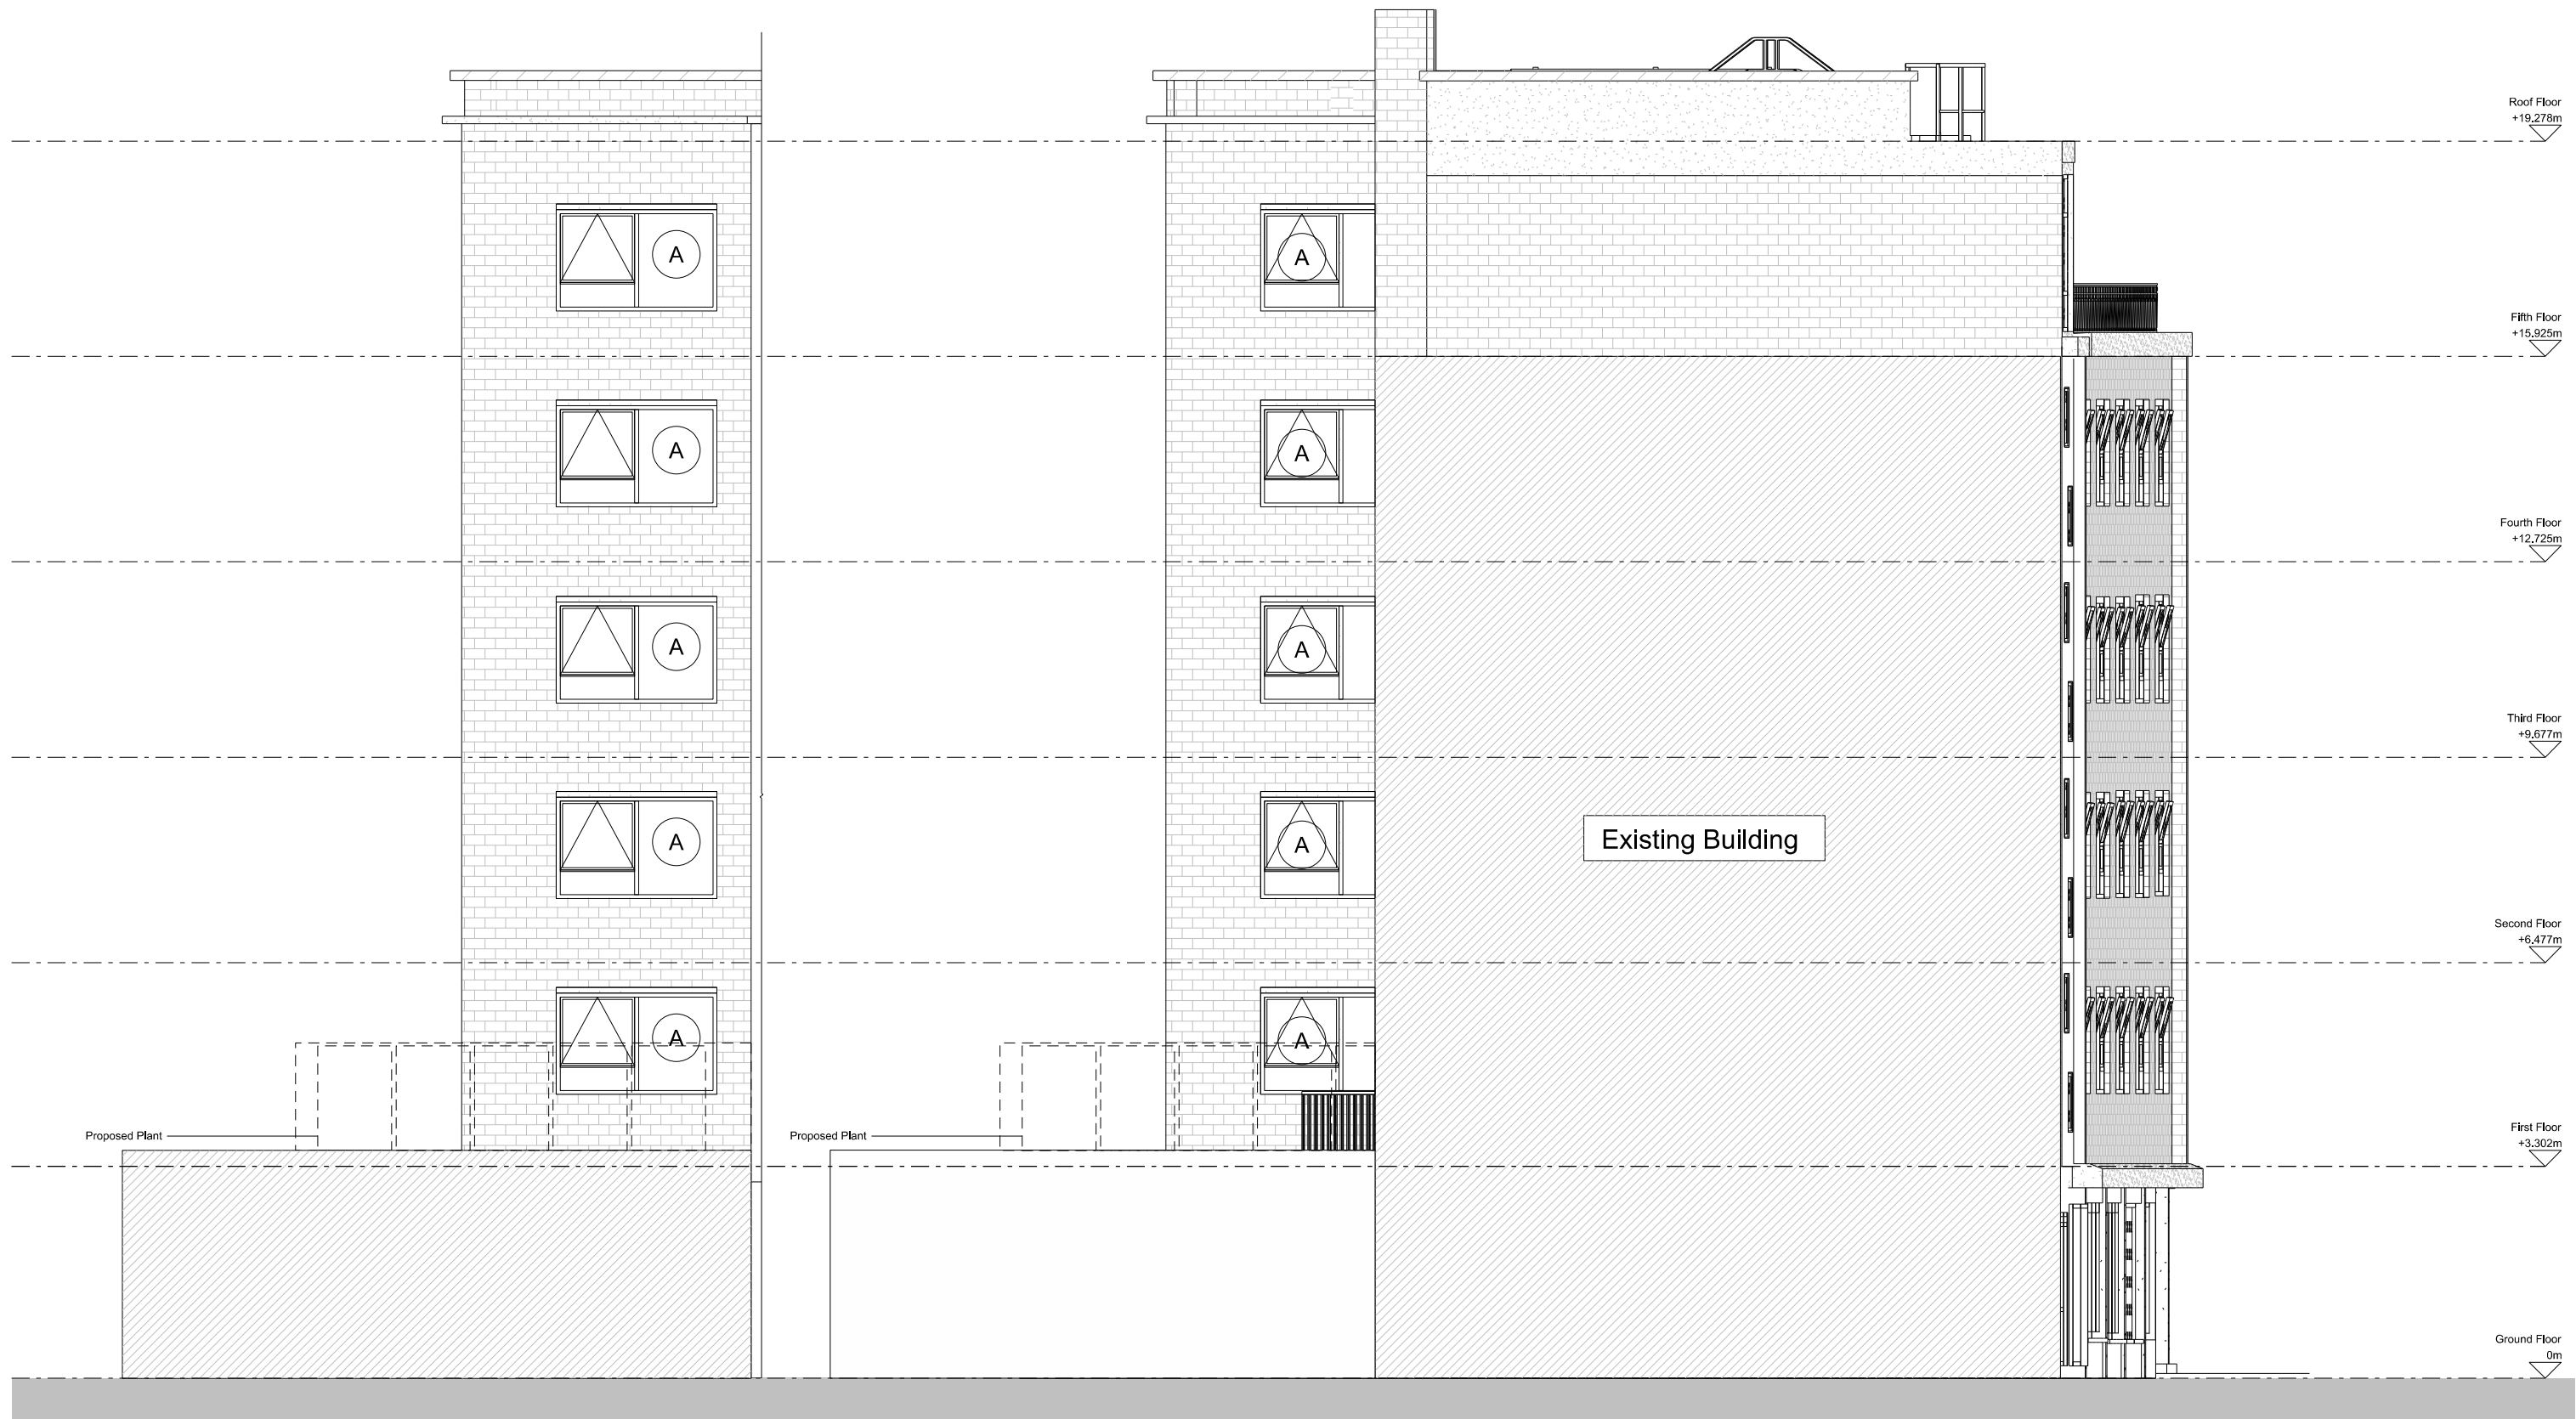 Roof Floor
+19.278m
A
A
Fifth Floor
+15.925m
A
A
Fourth Floor
+12.725m
A
A
Third Floor
+9.677m
A
A
Existing Building
Second Floor
+6.477m
A
A
Proposed Plant
Proposed Plant
First Floor
+3.302m
Ground Floor
0m